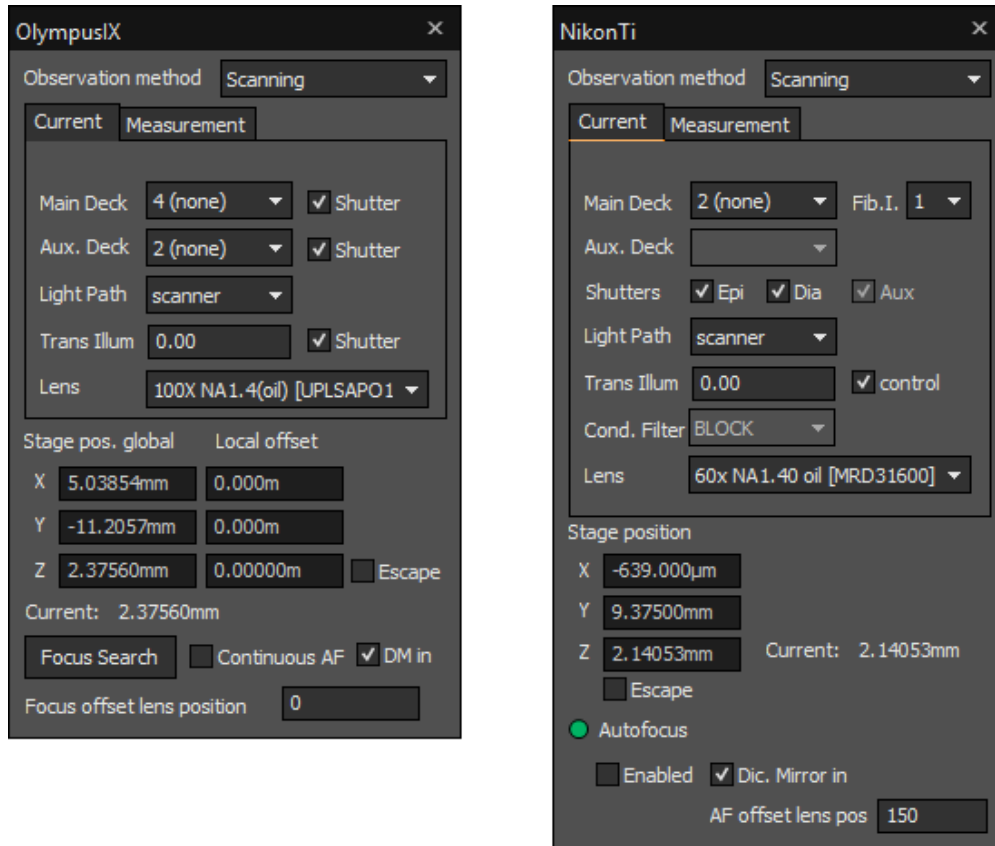 OlympusIX ×
Observation method Scanning
Current Measurement
Main Deck 4 (none) Shutter
Aux. Deck 2 (none) Shutter
Light Path scanner
Trans Illum 0.00 Shutter
Lens 100X NA1.4(oil) [UPLSAPO1
Stage pos. global Local offset
X 5.03854mm 0.000m
Y -11.2057mm 0.000m
Z 2.37560mm 0.00000m Escape
Current: 2.37560mm
Focus Search Continuous AF DM in
Focus offset lens position 0
NikonTi ×
Observation method Scanning
Current Measurement
Main Deck 2 (none) Fib.I. 1
Aux. Deck
Shutters Epi Dia Aux
Light Path scanner
Trans Illum 0.00 control
Cond. Filter BLOCK
Lens 60x NA1.40 oil [MRD31600]
Stage position
X -639.000µm
Y 9.37500mm
Z 2.14053mm Current: 2.14053mm
Escape
Autofocus
Enabled Dic. Mirror in
AF offset lens pos 150